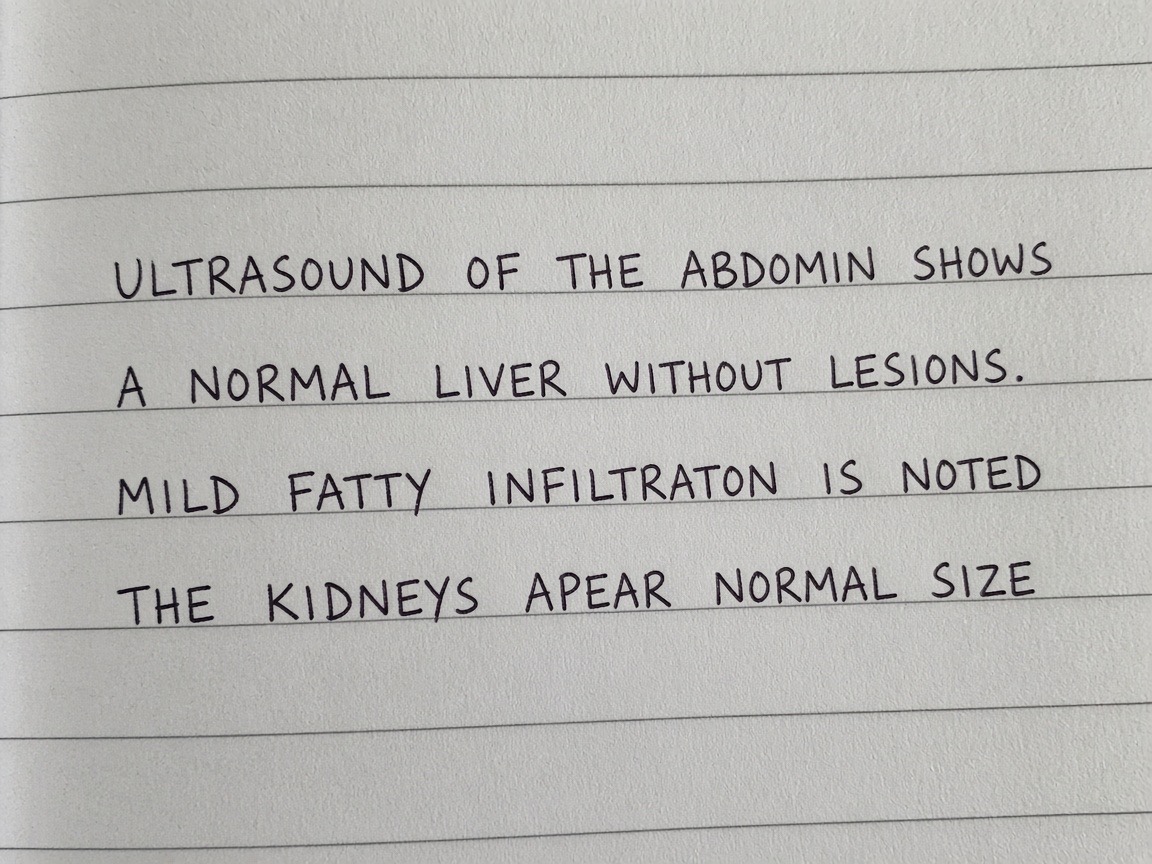 ULTRASOUND OF THE ABDOMIN SHOWS
A NORMAL LIVER WITHOUT LESIONS.
MILD FATTY INFILTRATON IS NOTED
THE KIDNEYS APEAR NORMAL SIZE